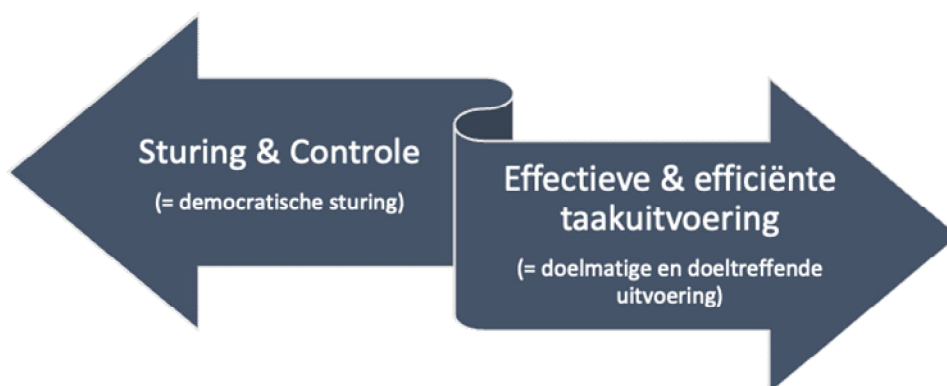 Sturing & Controle
(= democratische sturing)
Effectieve & efficiënte
taakuitvoering
(= doelmatige en doeltreffende
uitvoering)